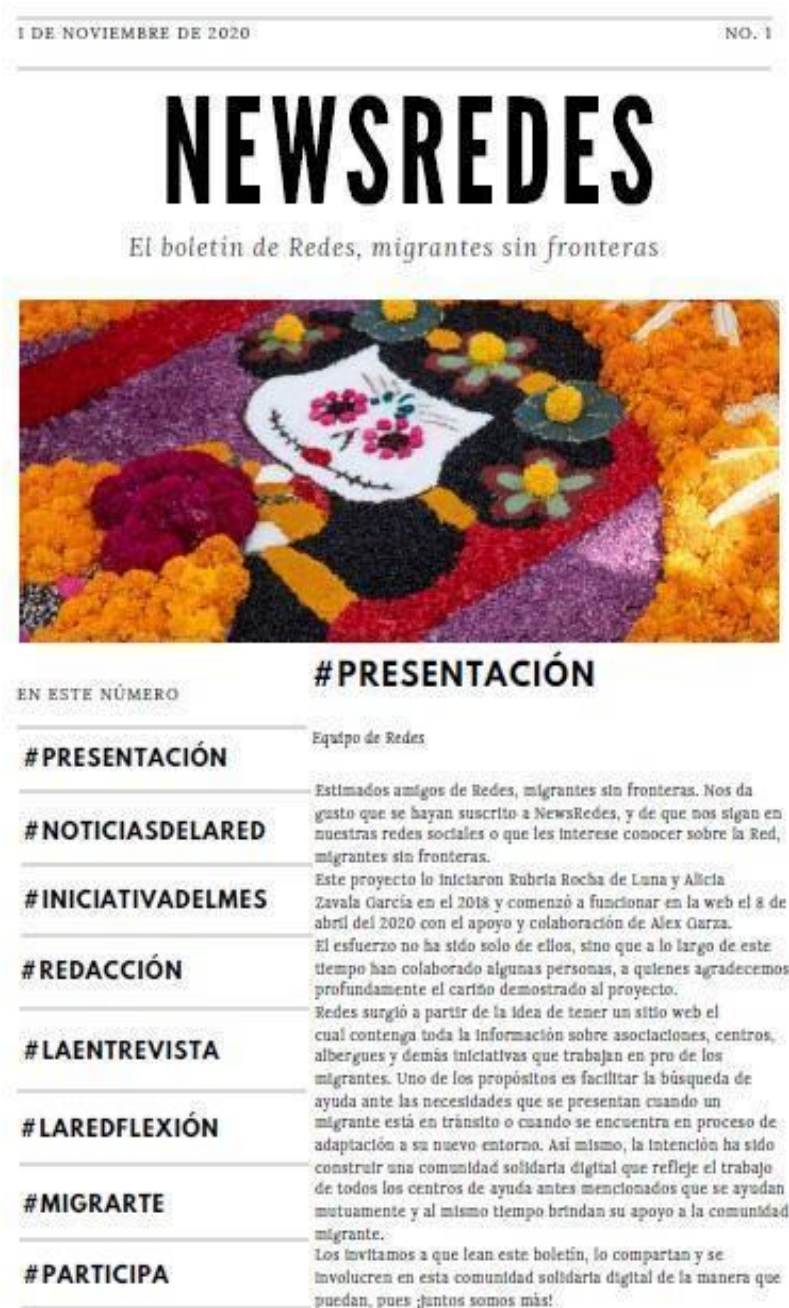 1 DE NOVIEMBRE DE 2020
NO. 1
NEWSREDES
El boletín de Redes, migrantes sin fronteras
EN ESTE NÚMERO
#PRESENTACIÓN
#NOTICIASDELARED
#INICIATIVADELMES
#REDACCIÓN
#LAENTREVISTA
#LAREDFLEXIÓN
#MIGRARTE
#PARTICIPA
#PRESENTACIÓN
Equipo de Redes
Estimados amigos de Redes, migrantes sin fronteras. Nos da
gusto que se hayan suscrito a NewsRedes, y de que nos sigan en
nuestras redes sociales o que les interese conocer sobre la Red,
migrantes sin fronteras.
Este proyecto lo iniciaron Rubria Rocha de Luna y Alicia
Zavala García en el 2018 y comenzó a funcionar en la web el 8 de
abril del 2020 con el apoyo y colaboración de Alex Garza.
El esfuerzo no ha sido solo de ellos, sino que a lo largo de este
tiempo han colaborado algunas personas, a quienes agradecemos
profundamente el cariño demostrado al proyecto.
Redes surgió a partir de la idea de tener un sitio web el
cual contenga toda la información sobre asociaciones, centros,
albergues y demás iniciativas que trabajan en pro de los
migrantes. Uno de los propósitos es facilitar la búsqueda de
ayuda ante las necesidades que se presentan cuando un
migrante está en tránsito o cuando se encuentra en proceso de
adaptación a su nuevo entorno. Así mismo, la intención ha sido
construir una comunidad solidaria digital que refleje el trabajo
de todos los centros de ayuda antes mencionados que se ayudan
mutuamente y al mismo tiempo brindan su apoyo a la comunidad
migrante.
Los invitamos a que lean este boletín, lo compartan y se
involucren en esta comunidad solidaria digital de la manera que
puedan, pues ¡juntos somos más!